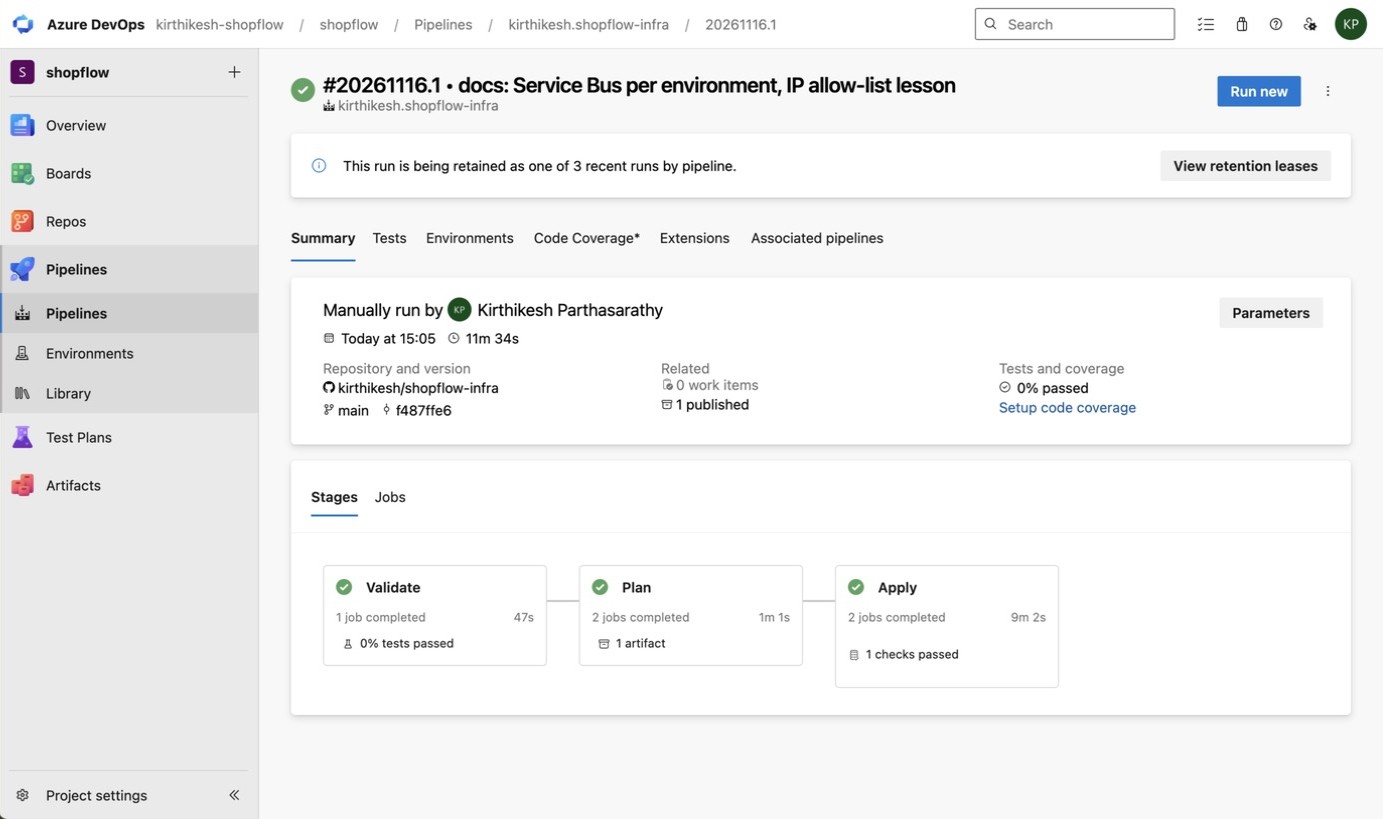 Azure DevOps kirthikesh-shopflow / shopflow / Pipelines / kirthikesh.shopflow-infra / 20261116.1
Search
KP
S shopflow
Overview
Boards
Repos
Pipelines
Pipelines
Environments
Library
Test Plans
Artifacts
Project settings
#20261116.1 • docs: Service Bus per environment, IP allow-list lesson
kirthikesh.shopflow-infra
Run new
This run is being retained as one of 3 recent runs by pipeline.
View retention leases
Summary Tests Environments Code Coverage* Extensions Associated pipelines
Manually run by KP Kirthikesh Parthasarathy
Parameters
Today at 15:05 11m 34s
Repository and version
kirthikesh/shopflow-infra
main f487ffe6
Related
0 work items
1 published
Tests and coverage
0% passed
Setup code coverage
Stages Jobs
Validate
1 job completed 47s
0% tests passed
Plan
2 jobs completed 1m 1s
1 artifact
Apply
2 jobs completed 9m 2s
1 checks passed